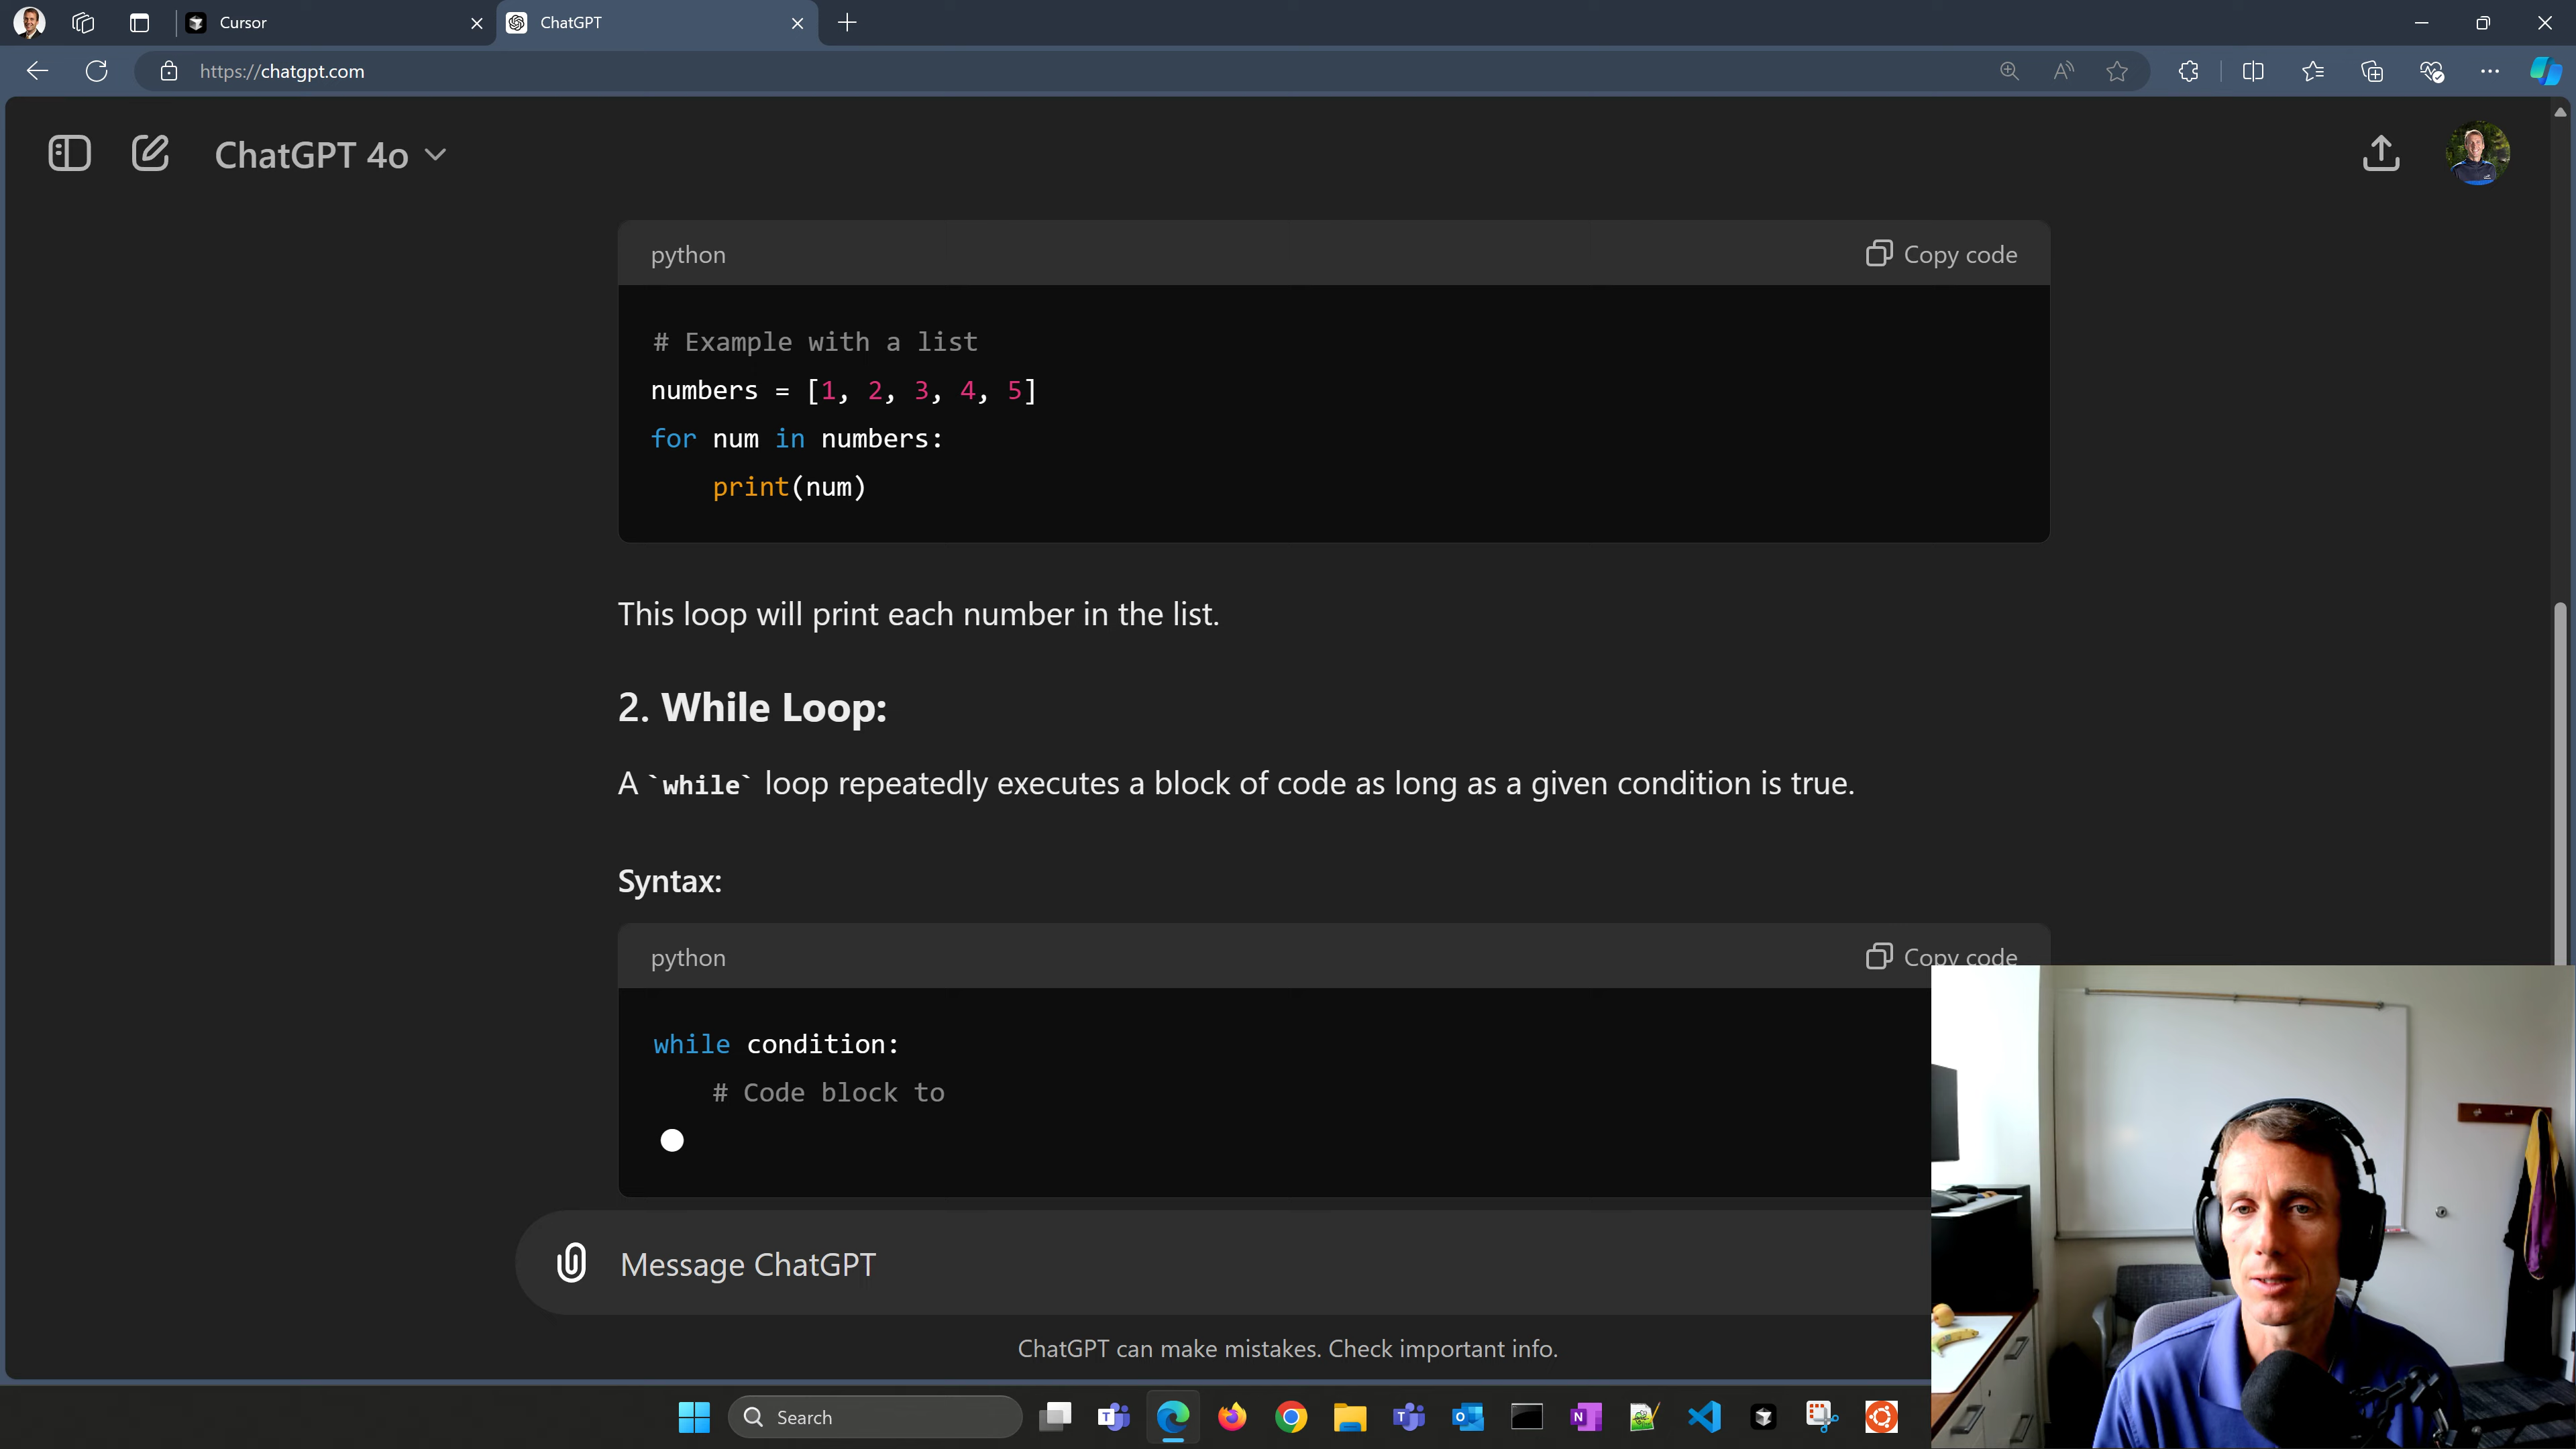 Cursor
ChatGPT
https://chatgpt.com
ChatGPT 4o
python
Copy code
# Example with a list
numbers = [1, 2, 3, 4, 5]
for num in numbers:
    print(num)
This loop will print each number in the list.
2. While Loop:
A `while` loop repeatedly executes a block of code as long as a given condition is true.
Syntax:
python
Copy code
while condition:
    # Code block to
Message ChatGPT
ChatGPT can make mistakes. Check important info.
Search